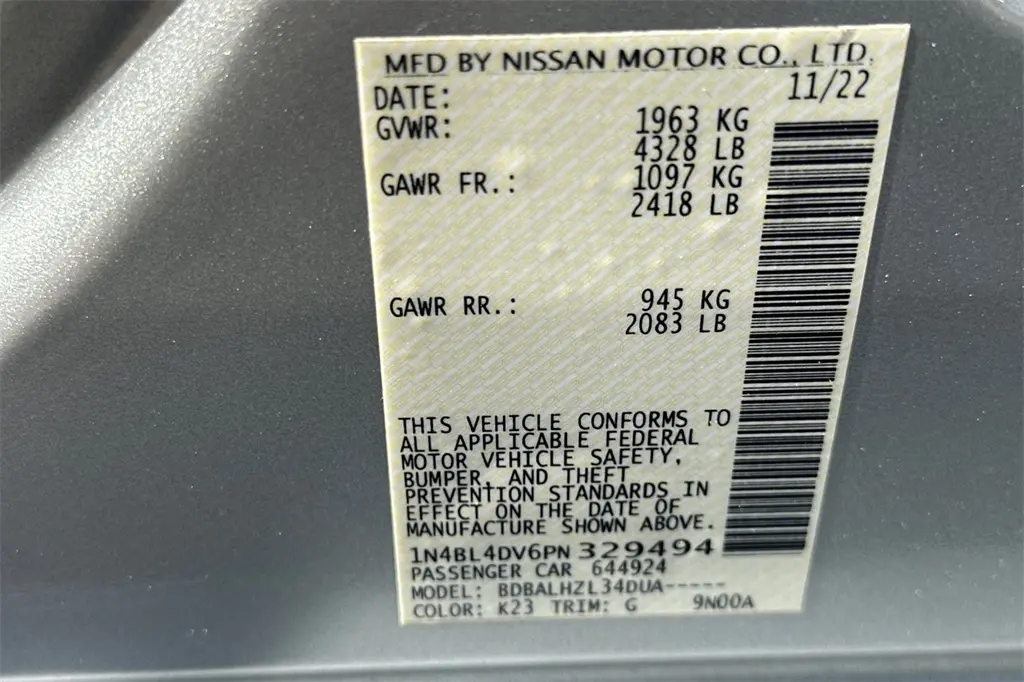 MFD BY NISSAN MOTOR CO., LTD.
DATE: 11/22
GVWR: 1963 KG
4328 LB
GAWR FR.: 1097 KG
2418 LB
GAWR RR.: 945 KG
2083 LB
THIS VEHICLE CONFORMS TO
ALL APPLICABLE FEDERAL
MOTOR VEHICLE SAFETY,
BUMPER, AND THEFT
PREVENTION STANDARDS IN
EFFECT ON THE DATE OF
MANUFACTURE SHOWN ABOVE.
1N4BL4DV6PN 329494
PASSENGER CAR 644924
MODEL: BDBALHZL34DUA-----
COLOR: K23 TRIM: G 9N00A